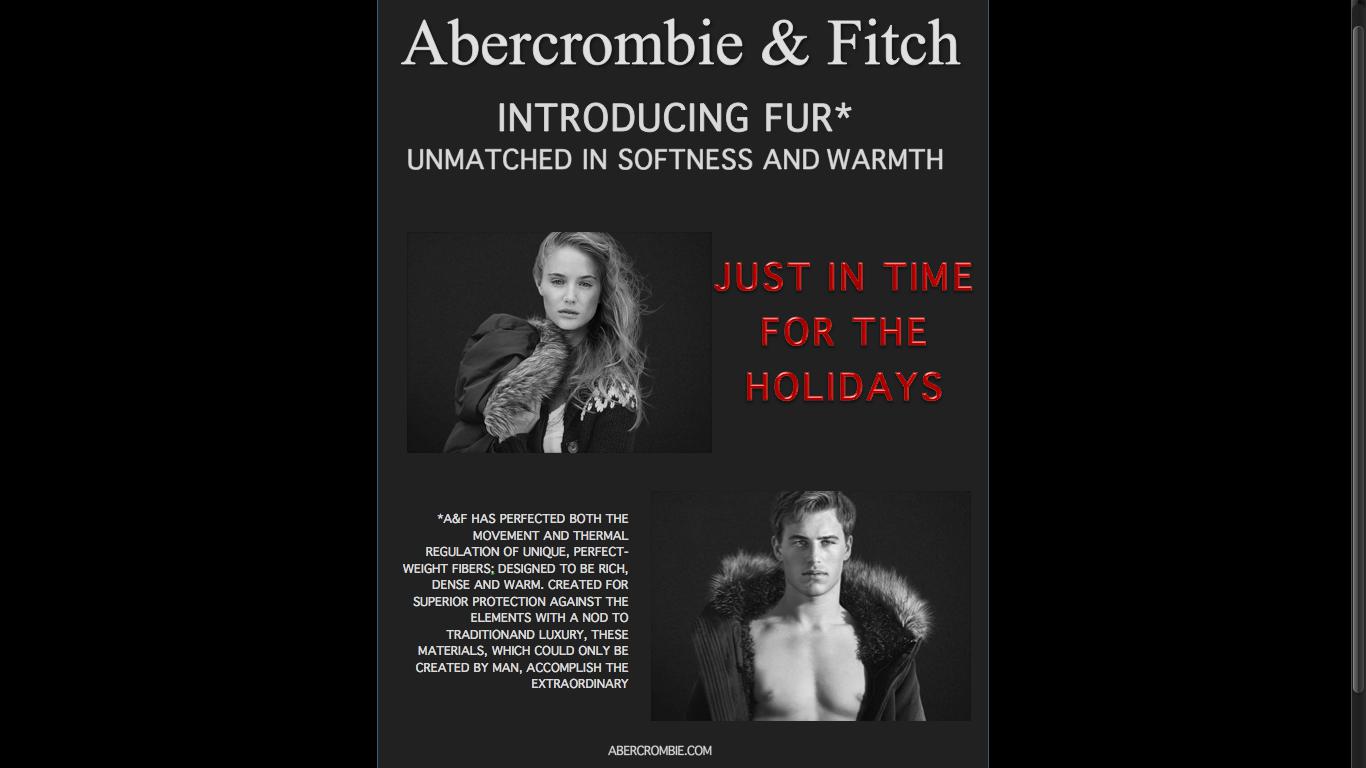 Abercrombie & Fitch
INTRODUCING FUR*
UNMATCHED IN SOFTNESS AND WARMTH
JUST IN TIME
FOR THE
HOLIDAYS
*A&F HAS PERFECTED BOTH THE
MOVEMENT AND THERMAL
REGULATION OF UNIQUE, PERFECT-
WEIGHT FIBERS; DESIGNED TO BE RICH,
DENSE AND WARM. CREATED FOR
SUPERIOR PROTECTION AGAINST THE
ELEMENTS WITH A NOD TO
TRADITIONAND LUXURY, THESE
MATERIALS, WHICH COULD ONLY BE
CREATED BY MAN, ACCOMPLISH THE
EXTRAORDINARY
ABERCROMBIE.COM